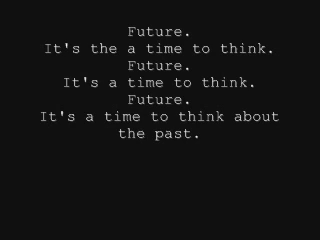 Future.
It's the a time to think.
Future.
It's a time to think.
Future.
It's a time to think about
the past.